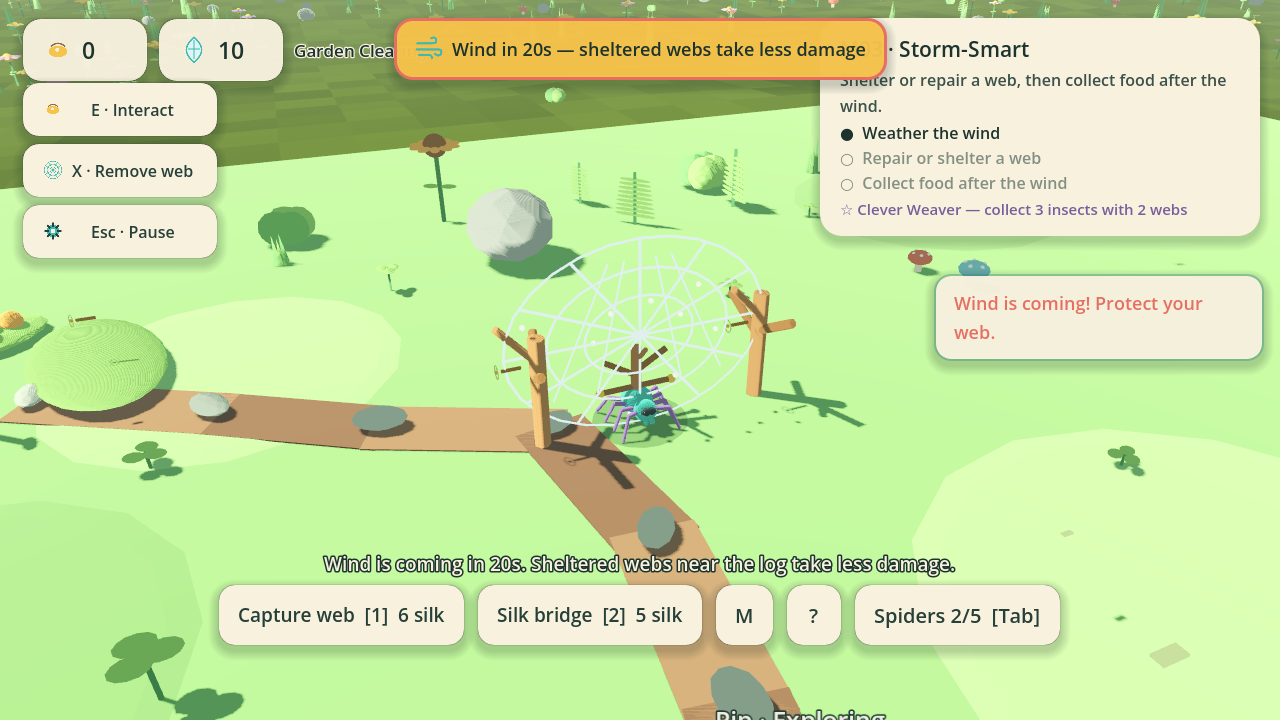 0
10
Garden Clea
Wind in 20s — sheltered webs take less damage
· Storm-Smart
Shelter or repair a web, then collect food after the
wind.
Weather the wind
Repair or shelter a web
Collect food after the wind
☆ Clever Weaver — collect 3 insects with 2 webs
E · Interact
X · Remove web
Esc · Pause
Wind is coming! Protect your
web.
Wind is coming in 20s. Sheltered webs near the log take less damage.
Capture web [1] 6 silk
Silk bridge [2] 5 silk
M
?
Spiders 2/5 [Tab]
Pip · Exploring